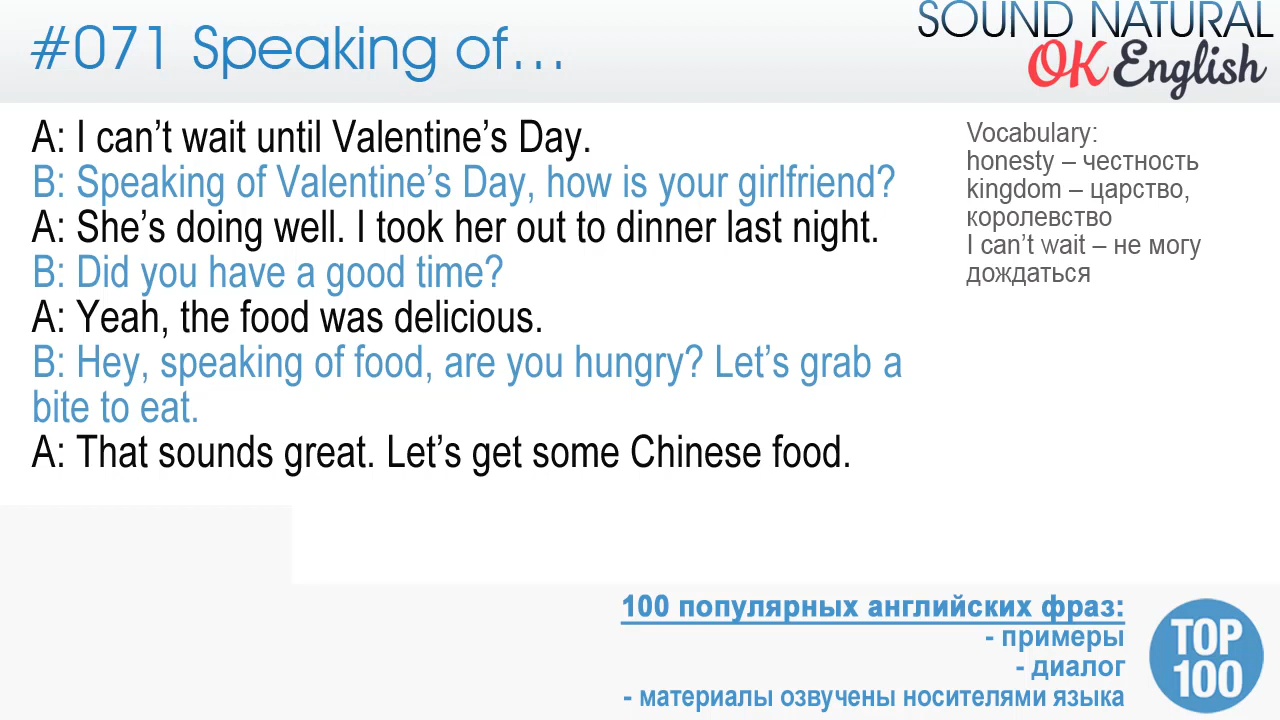 #071 Speaking of…
SOUND NATURAL
OK English
A: I can’t wait until Valentine’s Day.
B: Speaking of Valentine’s Day, how is your girlfriend?
A: She’s doing well. I took her out to dinner last night.
B: Did you have a good time?
A: Yeah, the food was delicious.
B: Hey, speaking of food, are you hungry? Let’s grab a
bite to eat.
A: That sounds great. Let’s get some Chinese food.
Vocabulary:
honesty – честность
kingdom – царство,
королевство
I can’t wait – не могу
дождаться
100 популярных английских фраз:
- примеры
- диалог
- материалы озвучены носителями языка
TOP
100